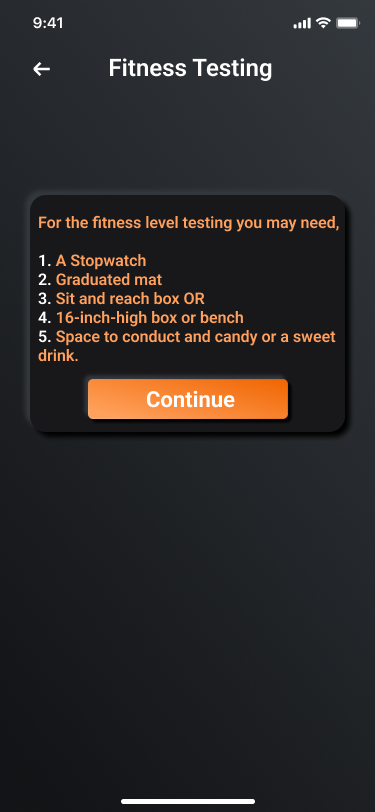 9:41
Fitness Testing
For the fitness level testing you may need,
1. A Stopwatch
2. Graduated mat
3. Sit and reach box OR
4. 16-inch-high box or bench
5. Space to conduct and candy or a sweet
drink.
Continue